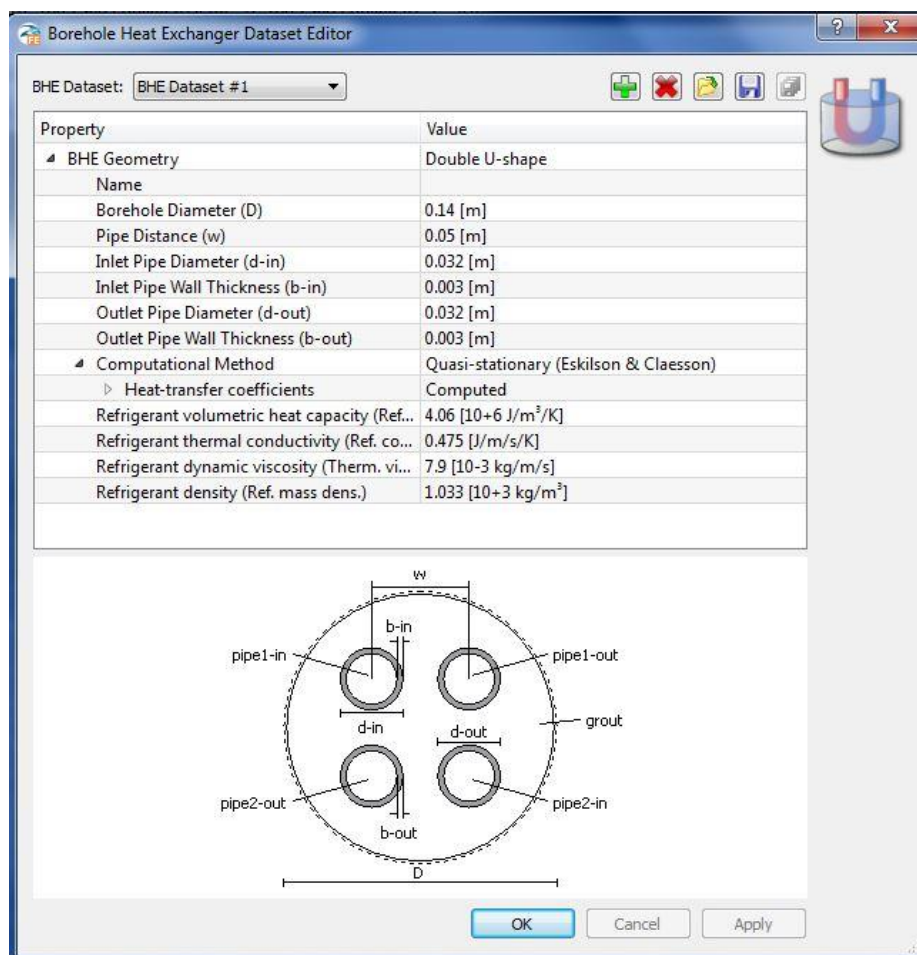 Borehole Heat Exchanger Dataset Editor
BHE Dataset: BHE Dataset #1
Property Value
BHE Geometry Double U-shape
Name
Borehole Diameter (D) 0.14 [m]
Pipe Distance (w) 0.05 [m]
Inlet Pipe Diameter (d-in) 0.032 [m]
Inlet Pipe Wall Thickness (b-in) 0.003 [m]
Outlet Pipe Diameter (d-out) 0.032 [m]
Outlet Pipe Wall Thickness (b-out) 0.003 [m]
Computational Method Quasi-stationary (Eskilson & Claesson)
Heat-transfer coefficients Computed
Refrigerant volumetric heat capacity (Ref... 4.06 [10+6 J/m³/K]
Refrigerant thermal conductivity (Ref. co... 0.475 [J/m/s/K]
Refrigerant dynamic viscosity (Therm. vi... 7.9 [10-3 kg/m/s]
Refrigerant density (Ref. mass dens.) 1.033 [10+3 kg/m³]
w
b-in
pipe1-in pipe1-out
d-in d-out grout
pipe2-out pipe2-in
b-out
D
OK Cancel Apply